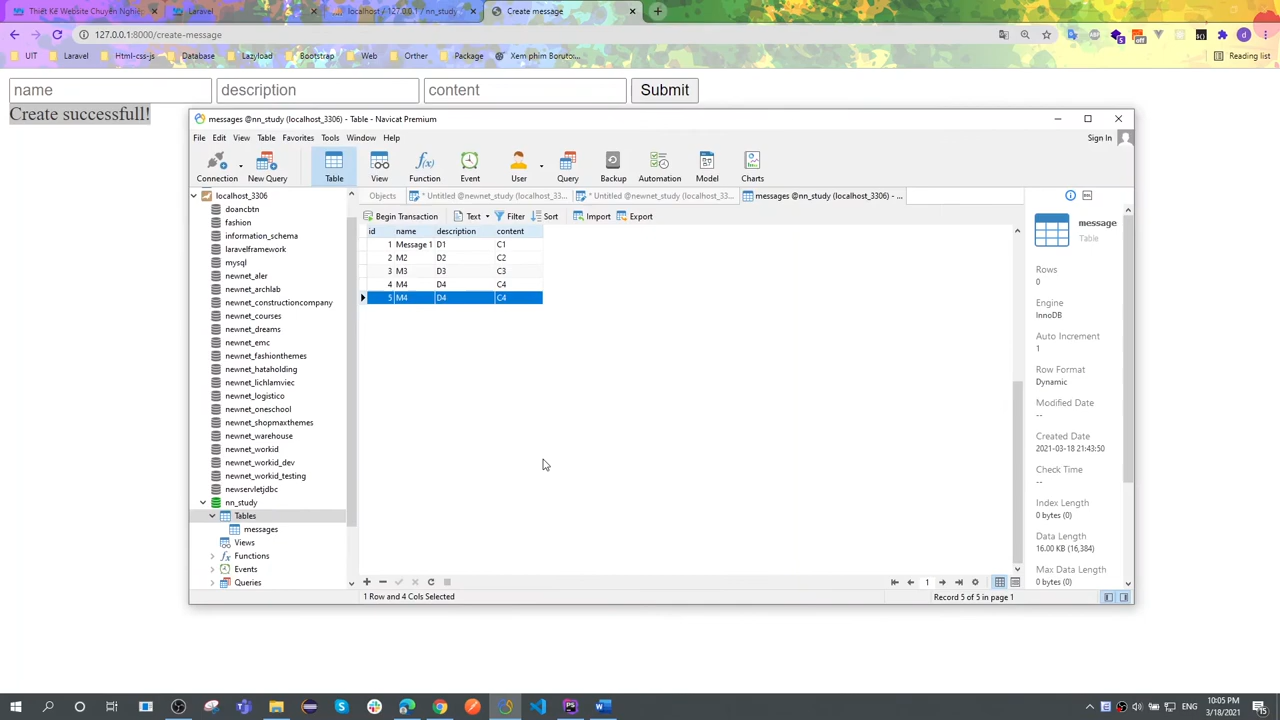 Thiết Kế Website Chuyên Nghiệp
Laravel
localhost / 127.0.0.1 / nn_study
Create message
127.0.0.1:8000/create-message
UIT Laravel Html-css-js Database Lazyload Bootstrap Web Orther Package Xem phim Boruto... Reading list
name description content Submit
Create successfull!
messages @nn_study (localhost_3306) - Table - Navicat Premium
File Edit View Table Favorites Tools Window Help Sign In
Connection New Query Table View Function Event User Query Backup Automation Model Charts
localhost_3306
doancbtn
fashion
information_schema
laravelframework
mysql
newnet_aler
newnet_archlab
newnet_constructioncompany
newnet_courses
newnet_dreams
newnet_emc
newnet_fashionthemes
newnet_hataholding
newnet_lichlamviec
newnet_logistico
newnet_oneschool
newnet_shopmaxthemes
newnet_warehouse
newnet_workid
newnet_workid_dev
newnet_workid_testing
newservletjdbc
nn_study
Tables
messages
Views
Functions
Events
Queries
Objects * Untitled @newnet_study (localhost_33... * Untitled @newnet_study (localhost_33... messages @nn_study (localhost_3306) - ...
Begin Transaction Text Filter Sort Import Export
id name description content
1 Message 1 D1 C1
2 M2 D2 C2
3 M3 D3 C3
4 M4 D4 C4
5 M4 D4 C4
1
1 Row and 4 Cols Selected Record 5 of 5 in page 1
message
Table
Rows
0
Engine
InnoDB
Auto Increment
1
Row Format
Dynamic
Modified Date
--
Created Date
2021-03-18 21:43:50
Check Time
--
Index Length
0 bytes (0)
Data Length
16.00 KB (16,384)
Max Data Length
0 bytes (0)
ENG
10:05 PM
3/18/2021
15